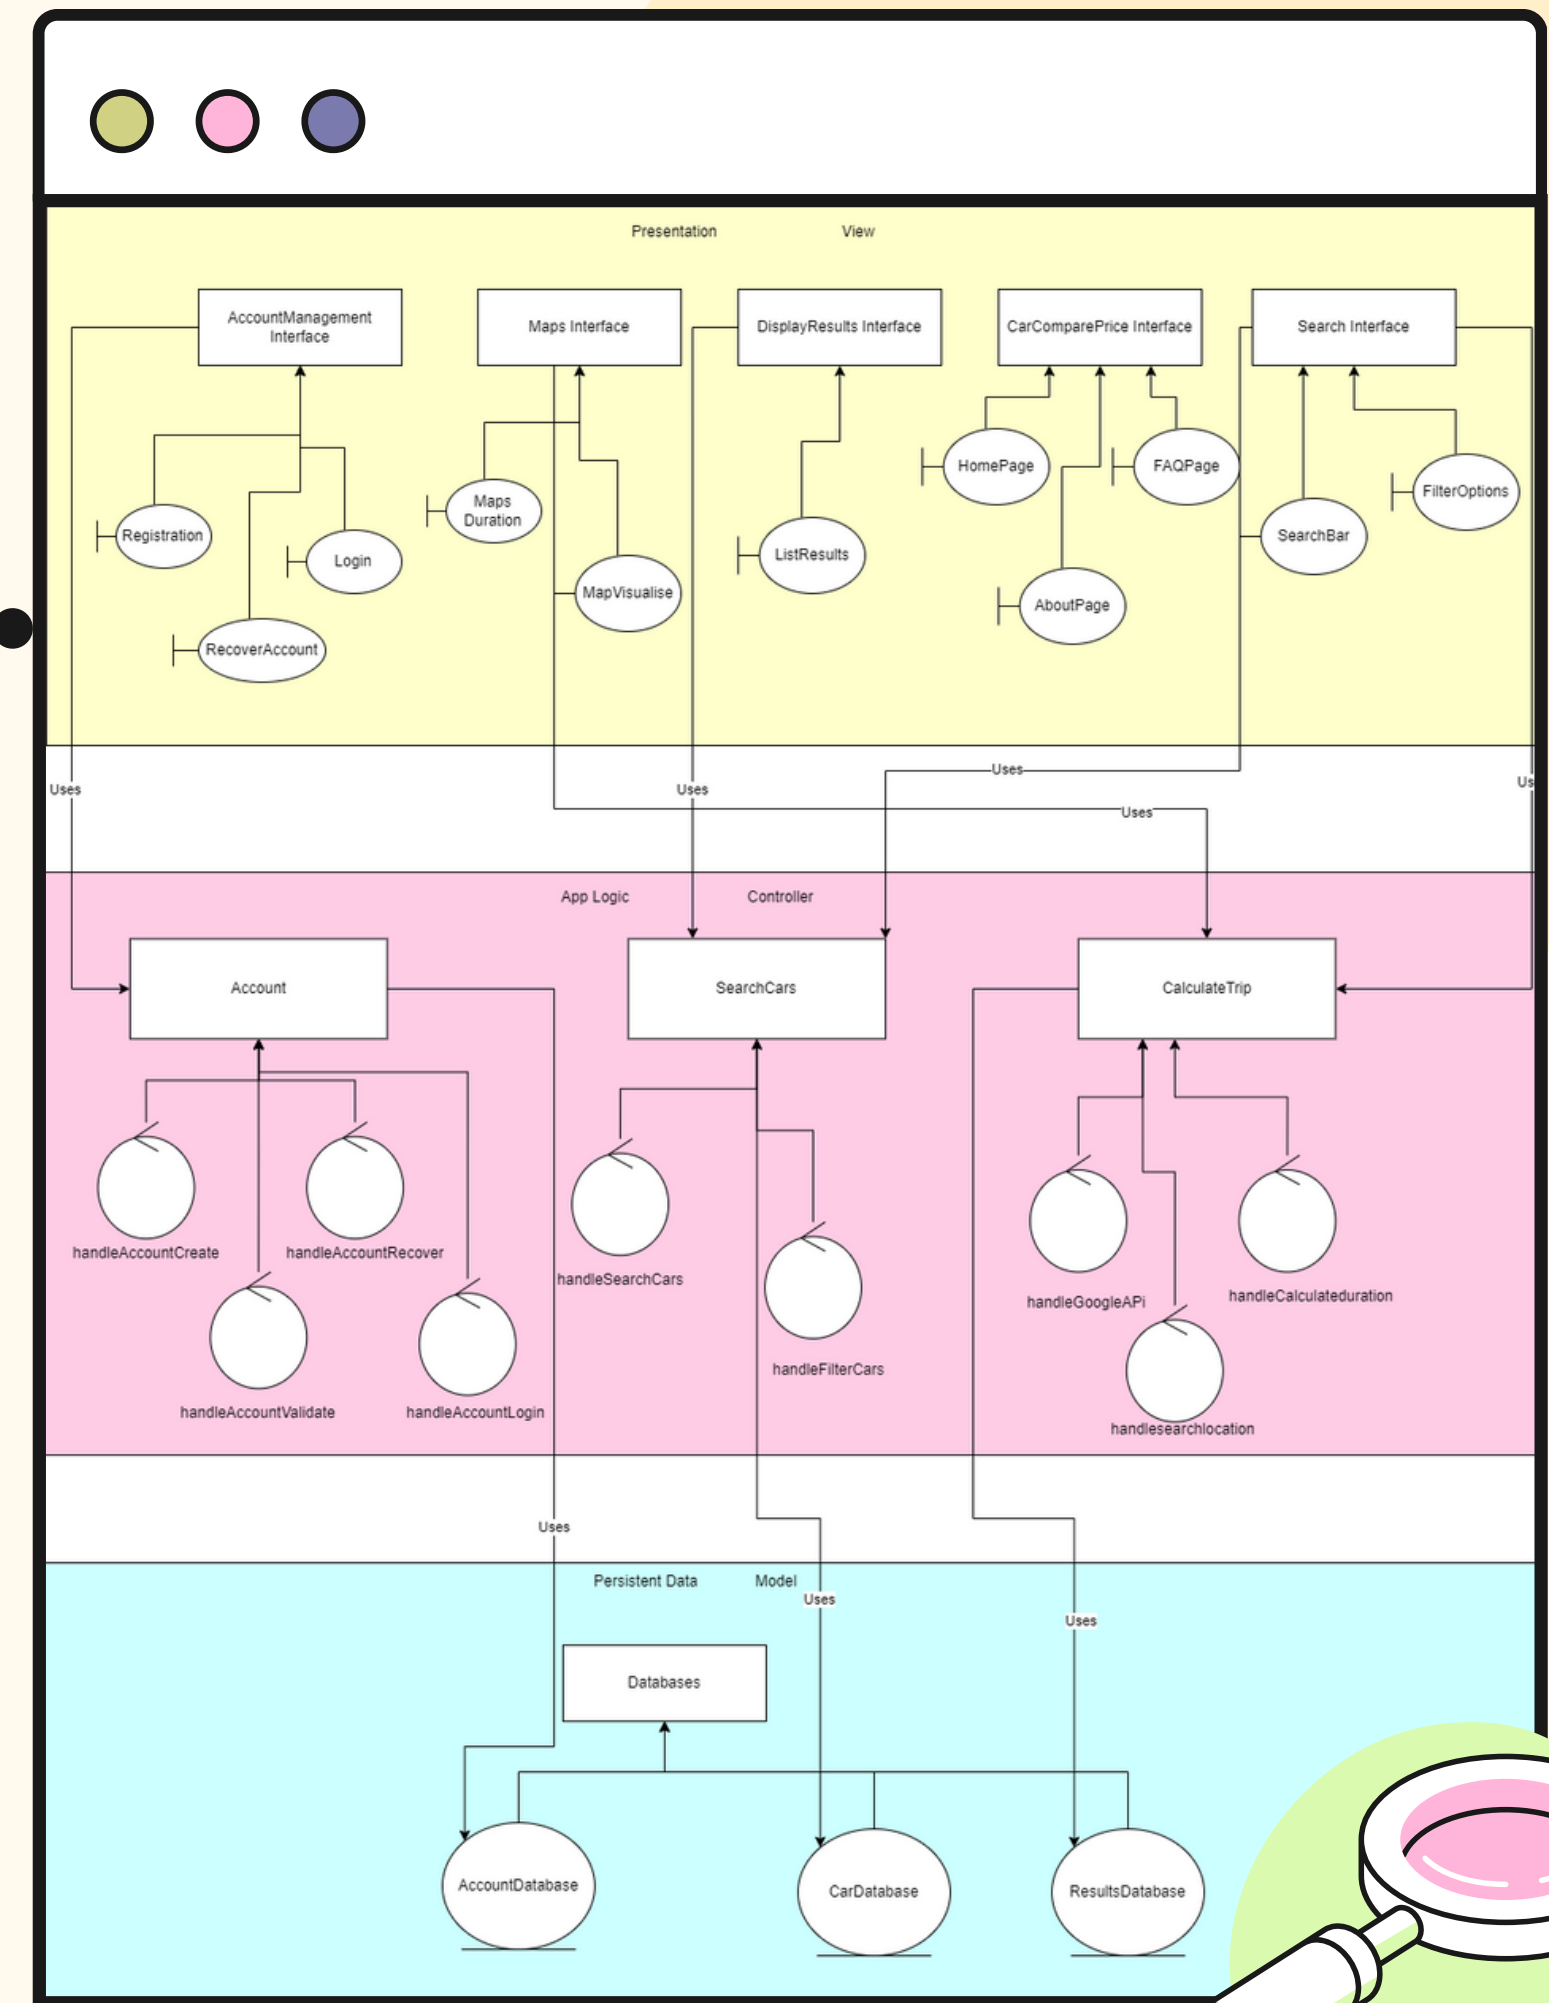 Presentation View
AccountManagement
Interface
Maps Interface
DisplayResults Interface
CarComparePrice Interface
Search Interface
HomePage
FAQPage
Maps
Duration
FilterOptions
Registration
SearchBar
Login
ListResults
MapVisualise
AboutPage
RecoverAccount
Uses
Uses
Uses
Uses
Us
App Logic Controller
Account
SearchCars
CalculateTrip
handleAccountCreate
handleAccountRecover
handleSearchCars
handleGoogleAPi
handleCalculateduration
handleFilterCars
handleAccountValidate
handleAccountLogin
handlesearchlocation
Uses
Persistent Data Model
Uses
Uses
Databases
AccountDatabase
CarDatabase
ResultsDatabase